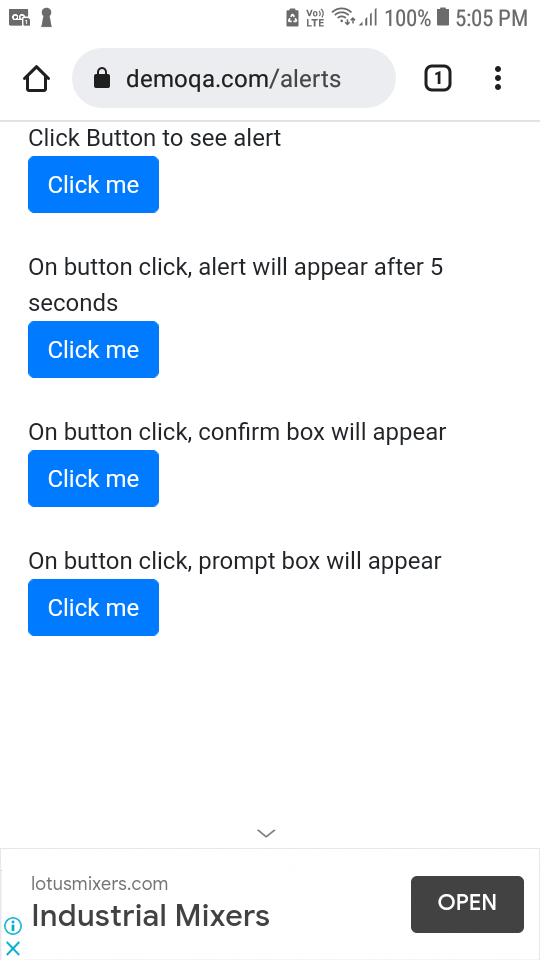 Vo)) LTE 100% 5:05 PM
demoqa.com/alerts 1
Click Button to see alert
Click me
On button click, alert will appear after 5
seconds
Click me
On button click, confirm box will appear
Click me
On button click, prompt box will appear
Click me
lotusmixers.com
Industrial Mixers
OPEN